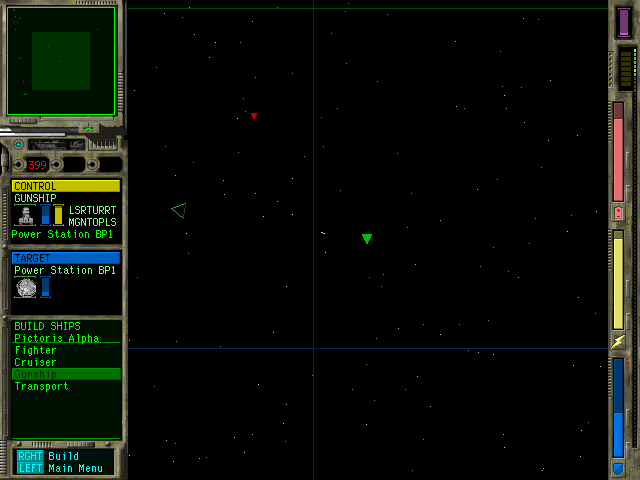 399
CONTROL
GUNSHIP
LSRTURRT
MGNTOPLS
Power Station BP1
TARGET
Power Station BP1
BUILD SHIPS
Pictoris Alpha
Fighter
Cruiser
Gunship
Transport
RGHT Build
LEFT Main Menu